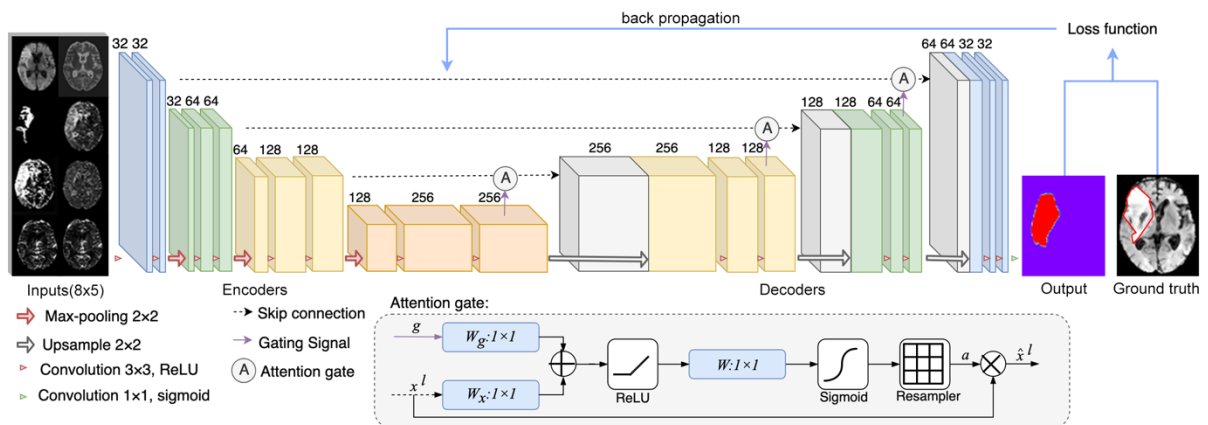 back propagation
Loss function
32 32
32 64 64
64 128 128
128 256 256
A
256 256 128 128
A
128 128 64 64
A
64 64 32 32
Inputs(8x5)
Encoders
Decoders
Output
Ground truth
Max-pooling 2×2
Upsample 2×2
Convolution 3×3, ReLU
Convolution 1×1, sigmoid
Skip connection
Gating Signal
A Attention gate
Attention gate:
g
Wg:1×1
x l
Wx:1×1
ReLU
W:1×1
Sigmoid
Resampler
a
x̂ l